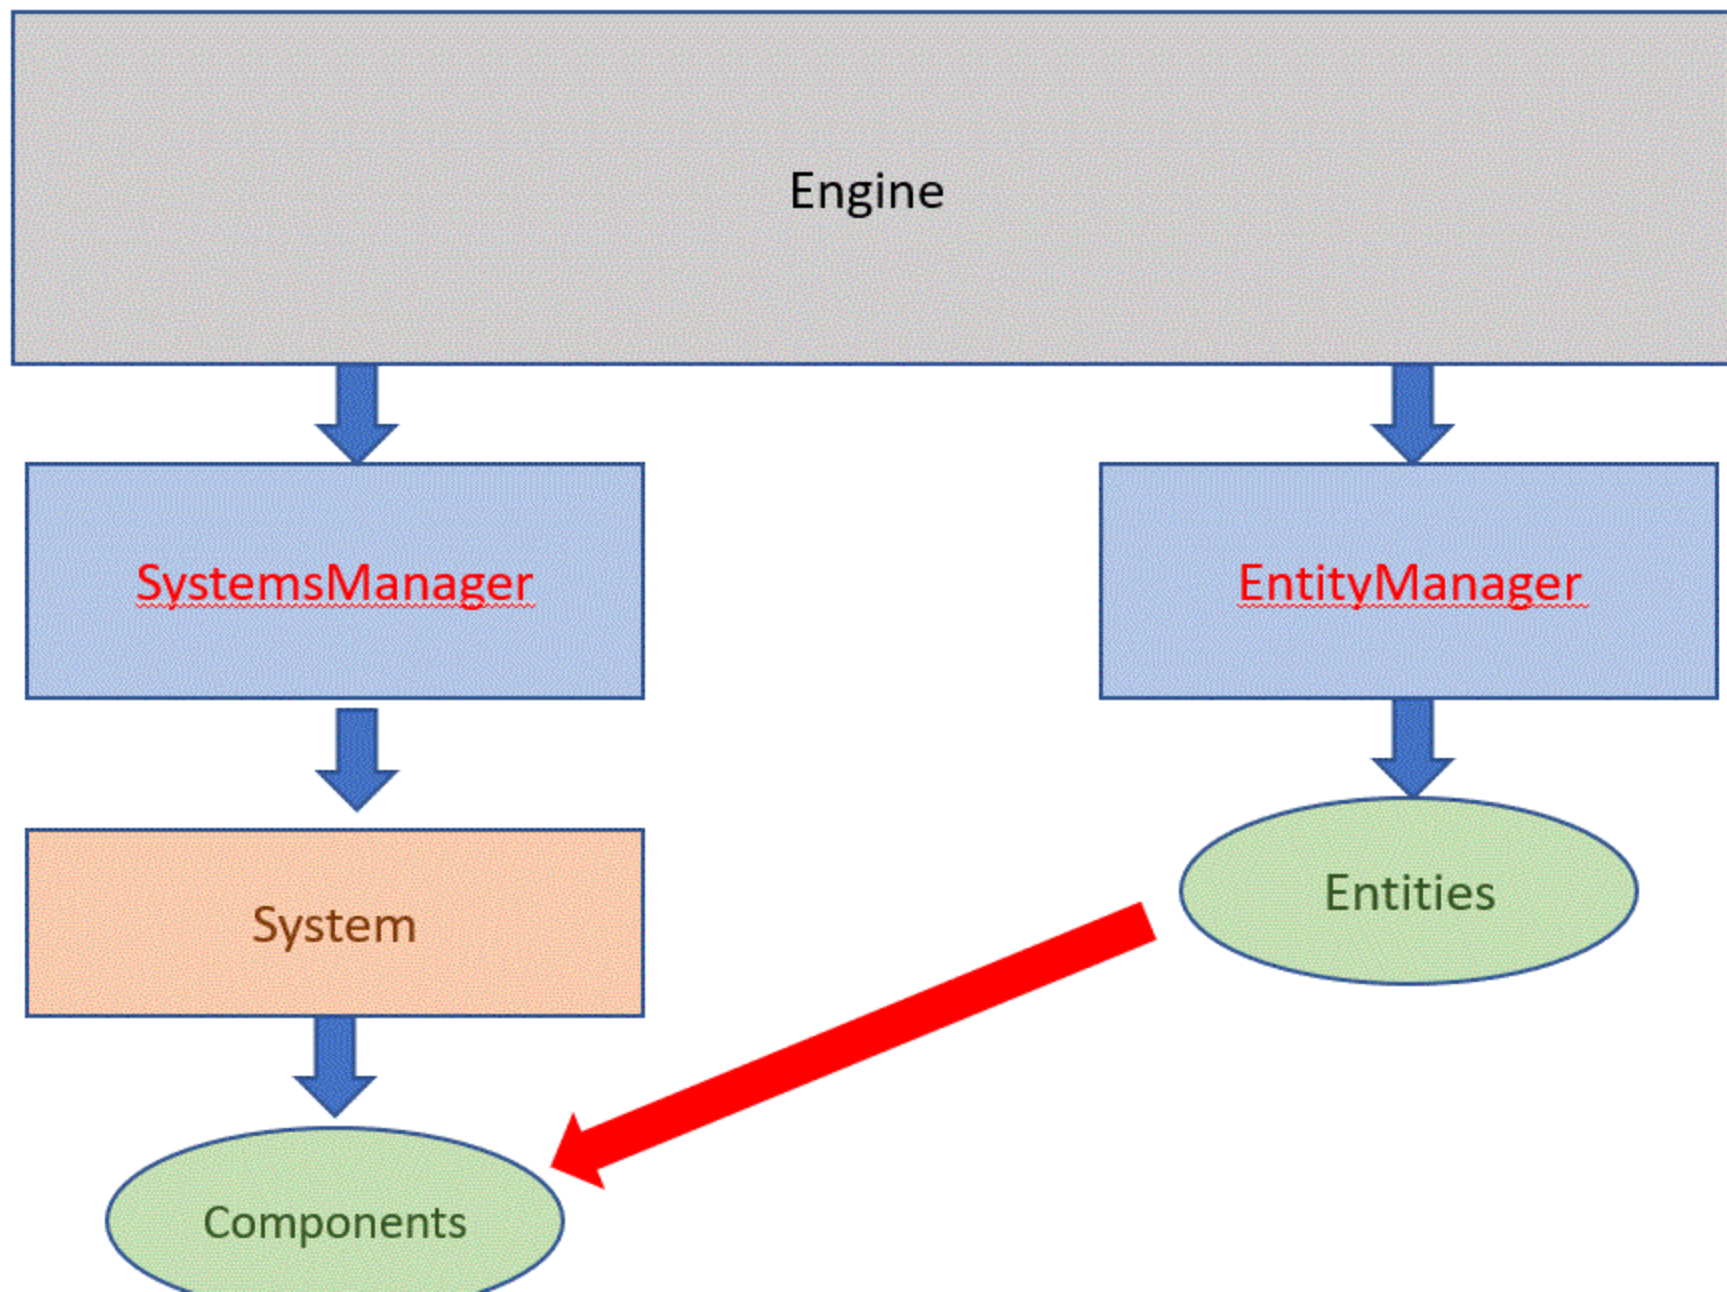 Engine
SystemsManager
EntityManager
System
Entities
Components